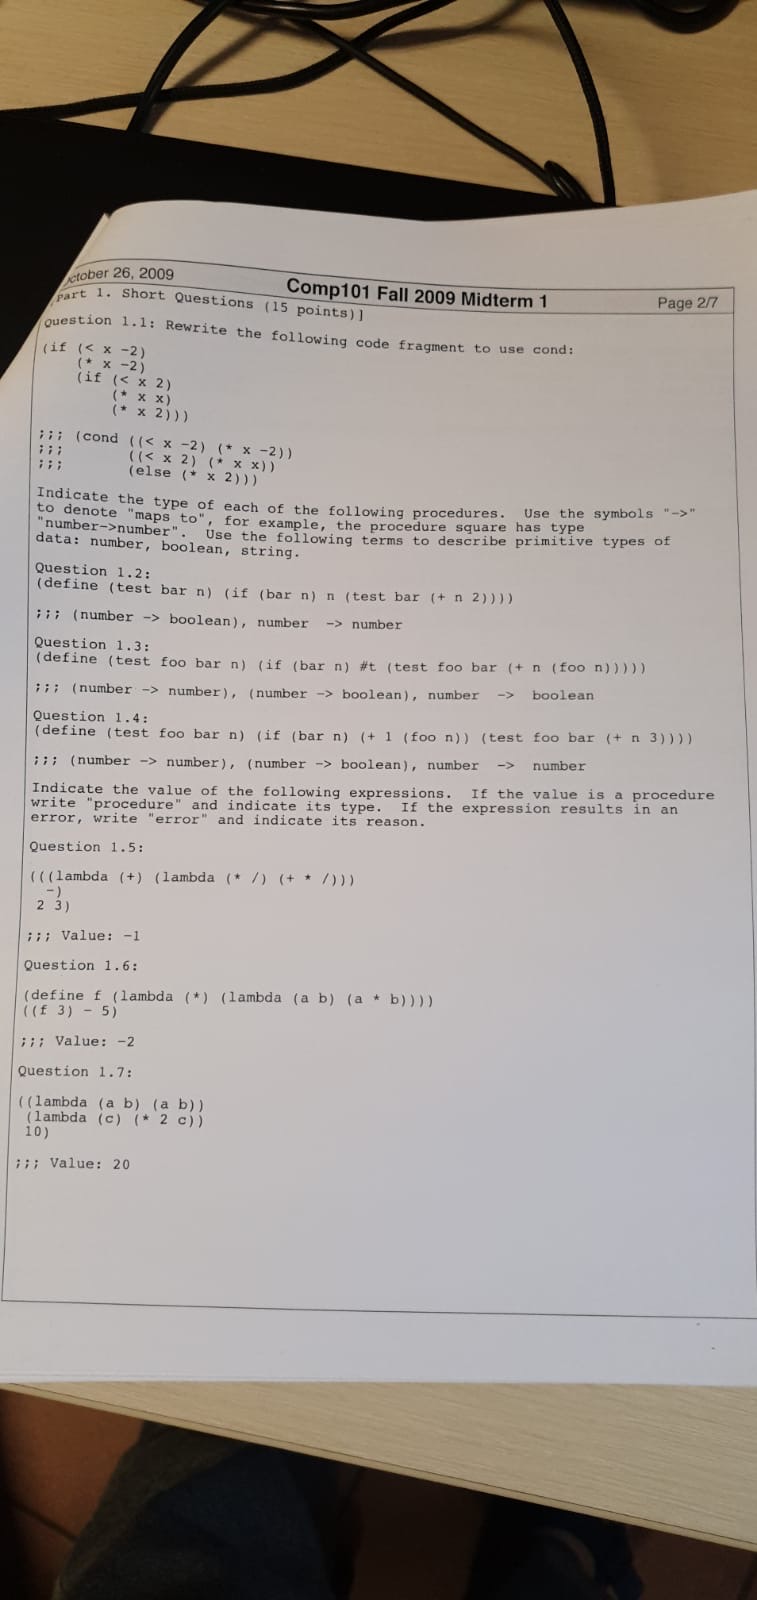 ctober 26, 2009
Comp101 Fall 2009 Midterm 1
Page 2/7
Part 1. Short Questions (15 points)]
Question 1.1: Rewrite the following code fragment to use cond:
(if (< x -2)
    (* x -2)
    (if (< x 2)
        (* x x)
        (* x 2)))
;;; (cond ((< x -2) (* x -2))
;;;       ((< x 2) (* x x))
;;;       (else (* x 2)))
Indicate the type of each of the following procedures.  Use the symbols "->"
to denote "maps to", for example, the procedure square has type
"number->number".  Use the following terms to describe primitive types of
data: number, boolean, string.
Question 1.2:
(define (test bar n) (if (bar n) n (test bar (+ n 2))))
;;; (number -> boolean), number  -> number
Question 1.3:
(define (test foo bar n) (if (bar n) #t (test foo bar (+ n (foo n)))))
;;; (number -> number), (number -> boolean), number  ->  boolean
Question 1.4:
(define (test foo bar n) (if (bar n) (+ 1 (foo n)) (test foo bar (+ n 3))))
;;; (number -> number), (number -> boolean), number  ->  number
Indicate the value of the following expressions.  If the value is a procedure
write "procedure" and indicate its type.  If the expression results in an
error, write "error" and indicate its reason.
Question 1.5:
(((lambda (+) (lambda (* /) (+ * /)))
  -)
 2 3)
;;; Value: -1
Question 1.6:
(define f (lambda (*) (lambda (a b) (a * b))))
((f 3) - 5)
;;; Value: -2
Question 1.7:
((lambda (a b) (a b))
 (lambda (c) (* 2 c))
 10)
;;; Value: 20